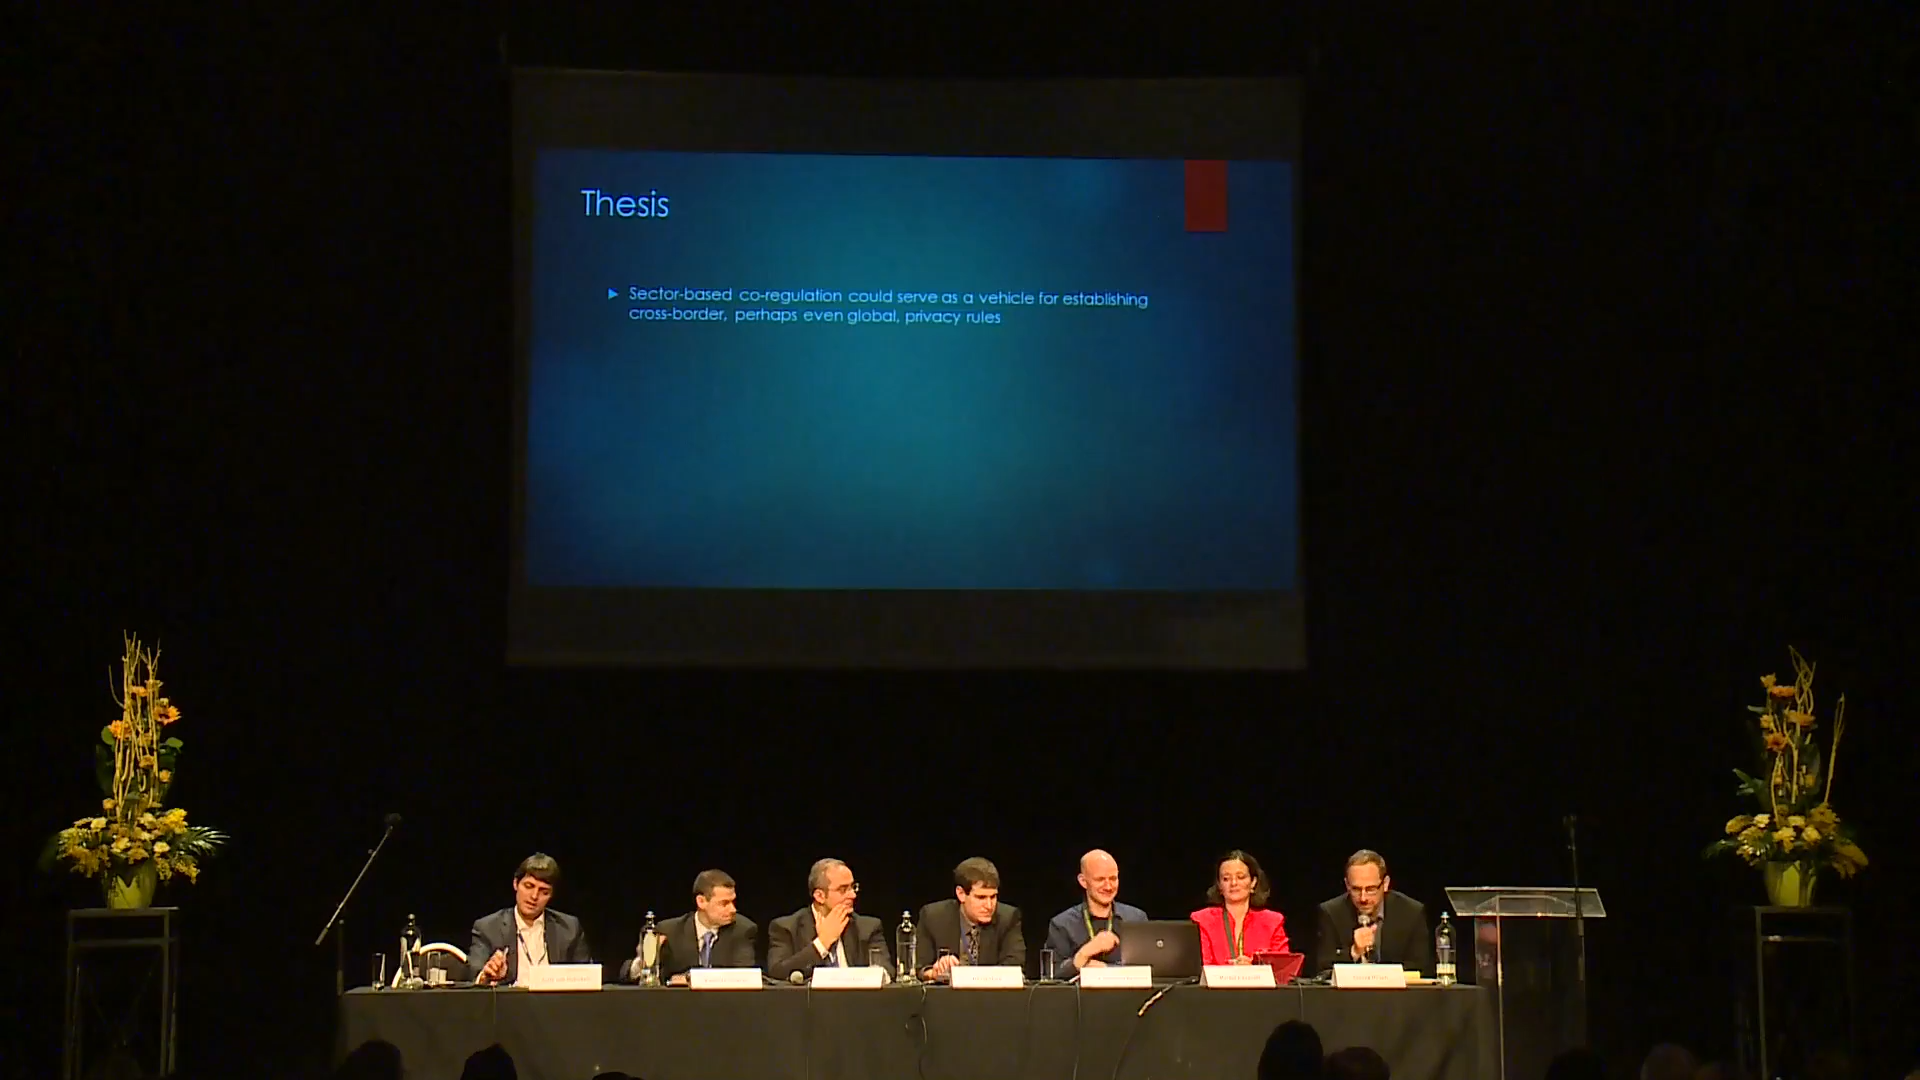 Thesis
Sector-based co-regulation could serve as a vehicle for establishing
cross-border, perhaps even global, privacy rules